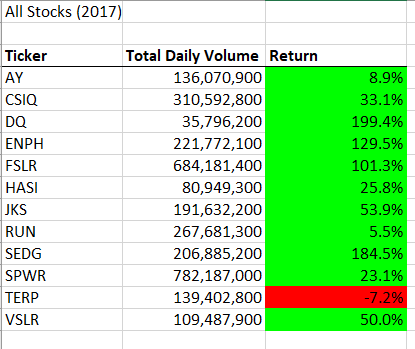 All Stocks (2017)
Ticker Total Daily Volume Return
AY 136,070,900 8.9%
CSIQ 310,592,800 33.1%
DQ 35,796,200 199.4%
ENPH 221,772,100 129.5%
FSLR 684,181,400 101.3%
HASI 80,949,300 25.8%
JKS 191,632,200 53.9%
RUN 267,681,300 5.5%
SEDG 206,885,200 184.5%
SPWR 782,187,000 23.1%
TERP 139,402,800 -7.2%
VSLR 109,487,900 50.0%